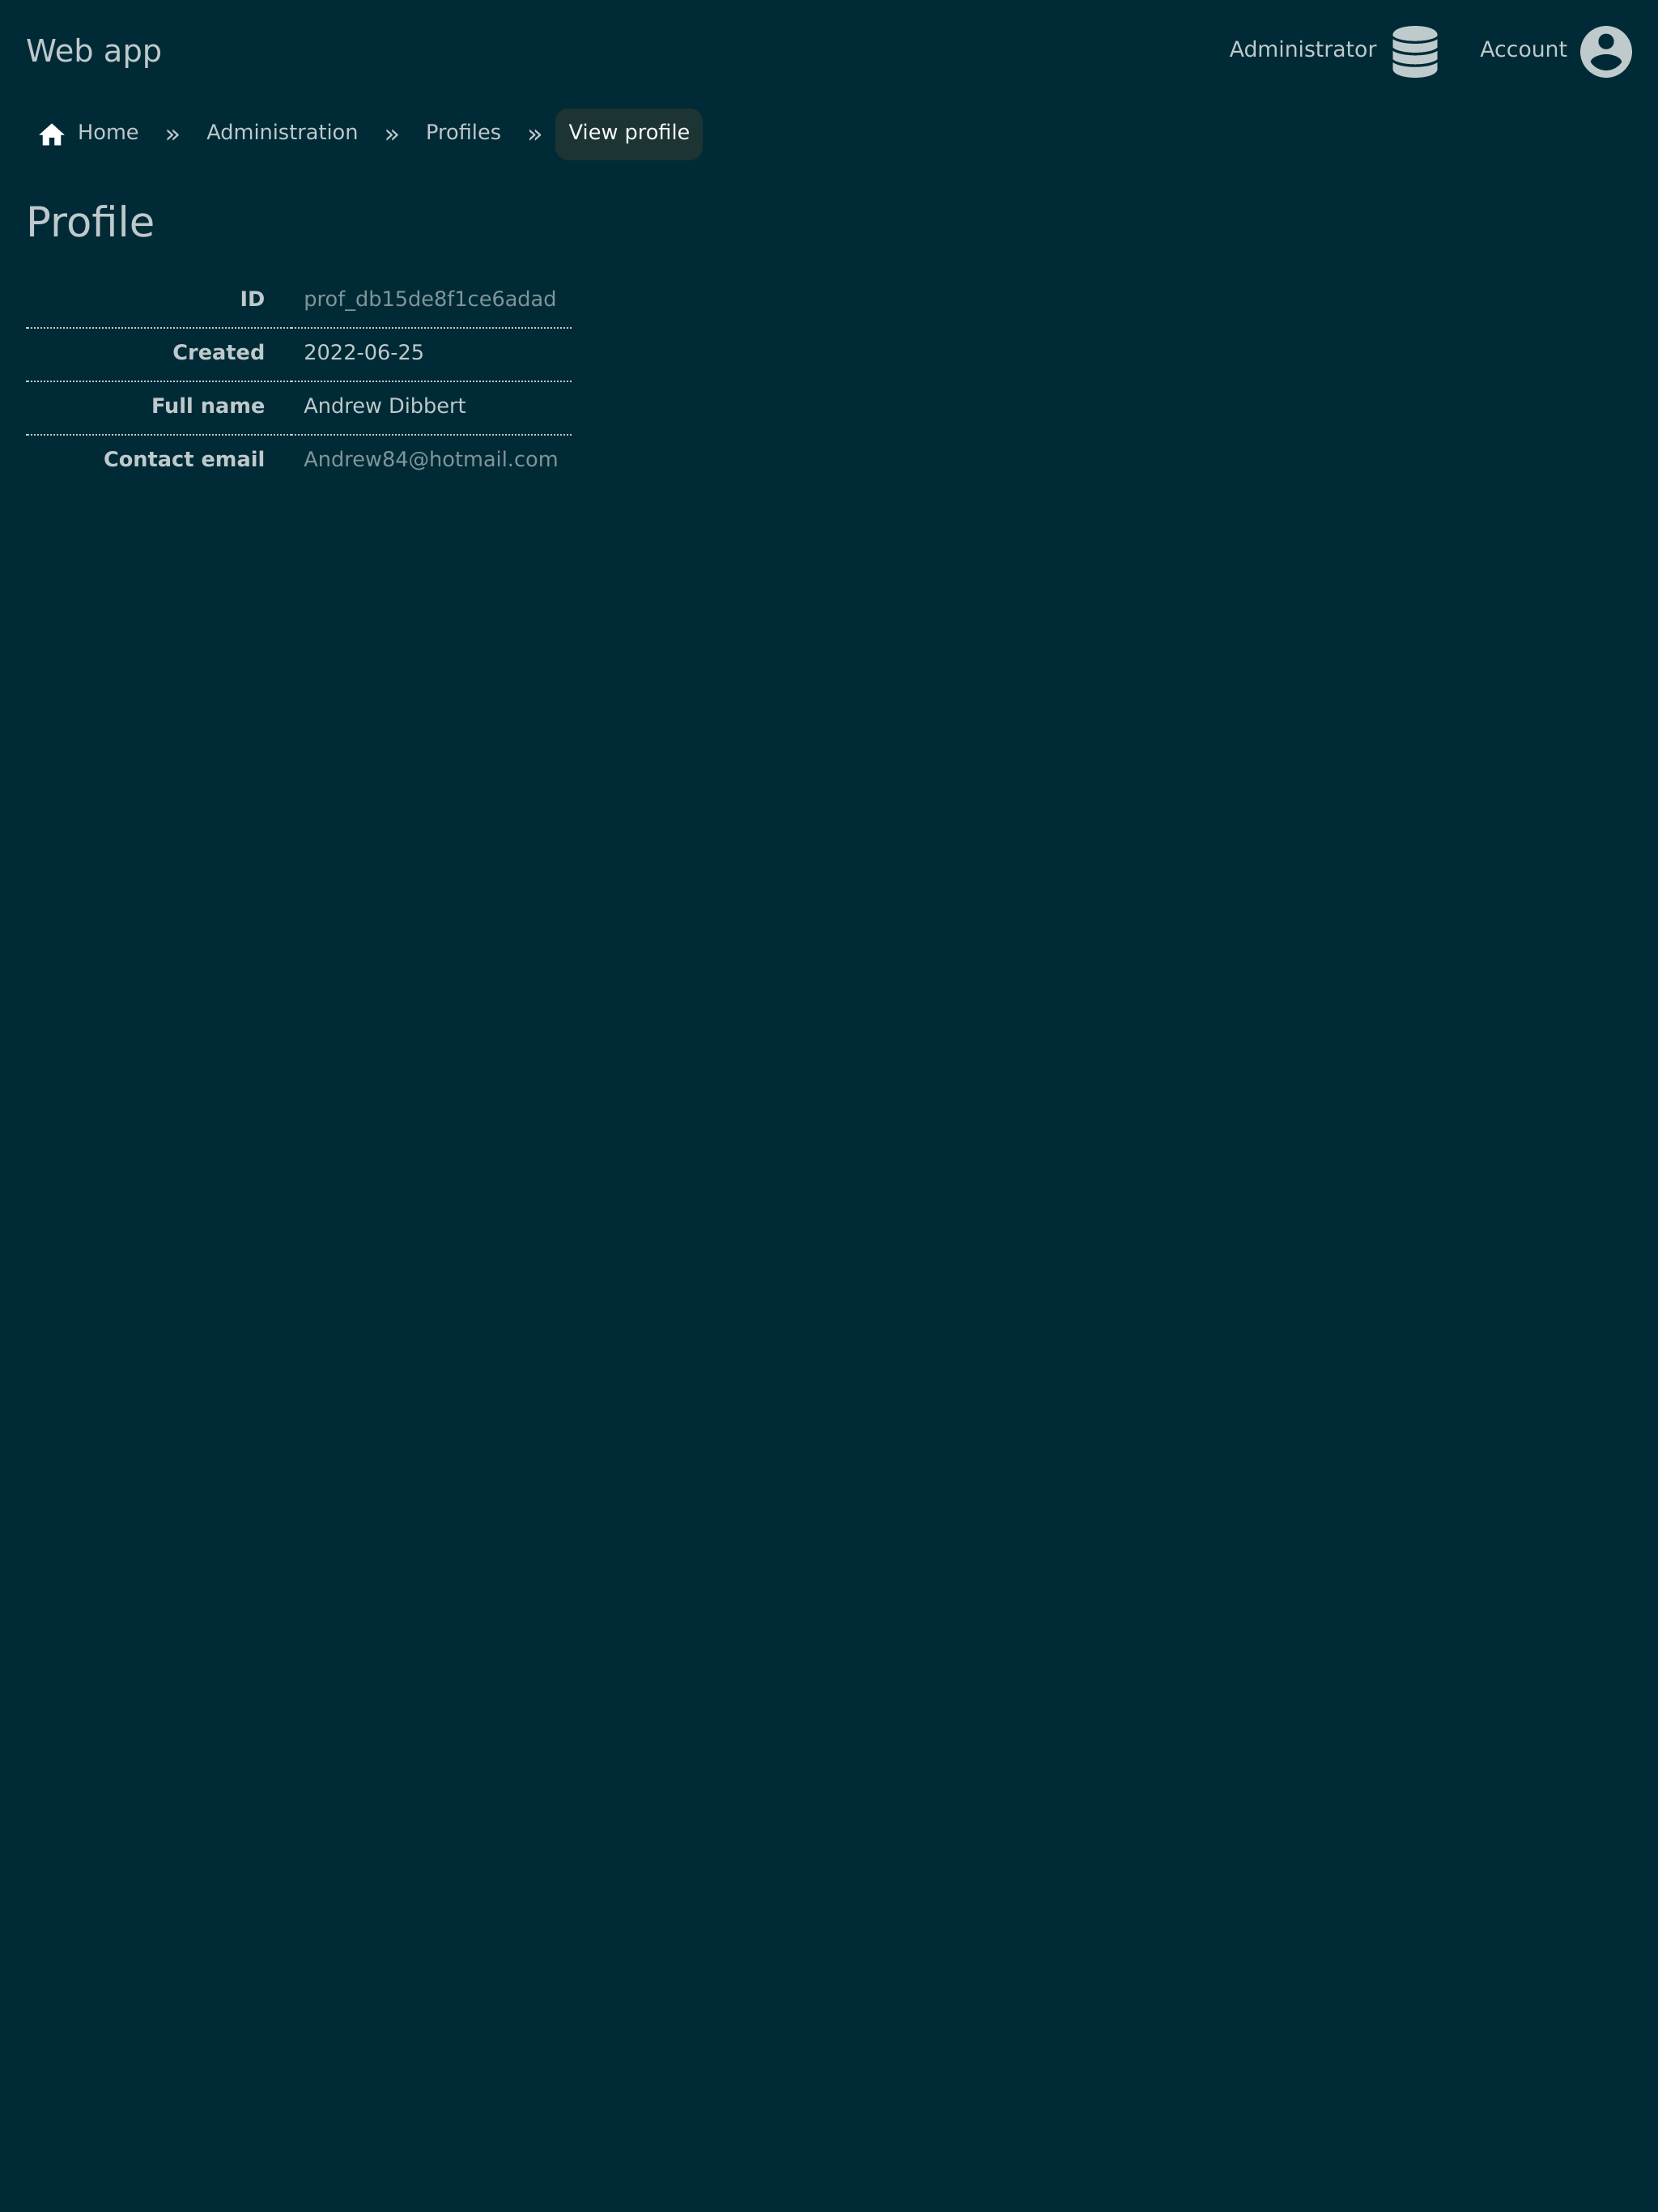 Web app
Administrator
Account
Home » Administration » Profiles » View profile
Profile
ID prof_db15de8f1ce6adad
Created 2022-06-25
Full name Andrew Dibbert
Contact email Andrew84@hotmail.com